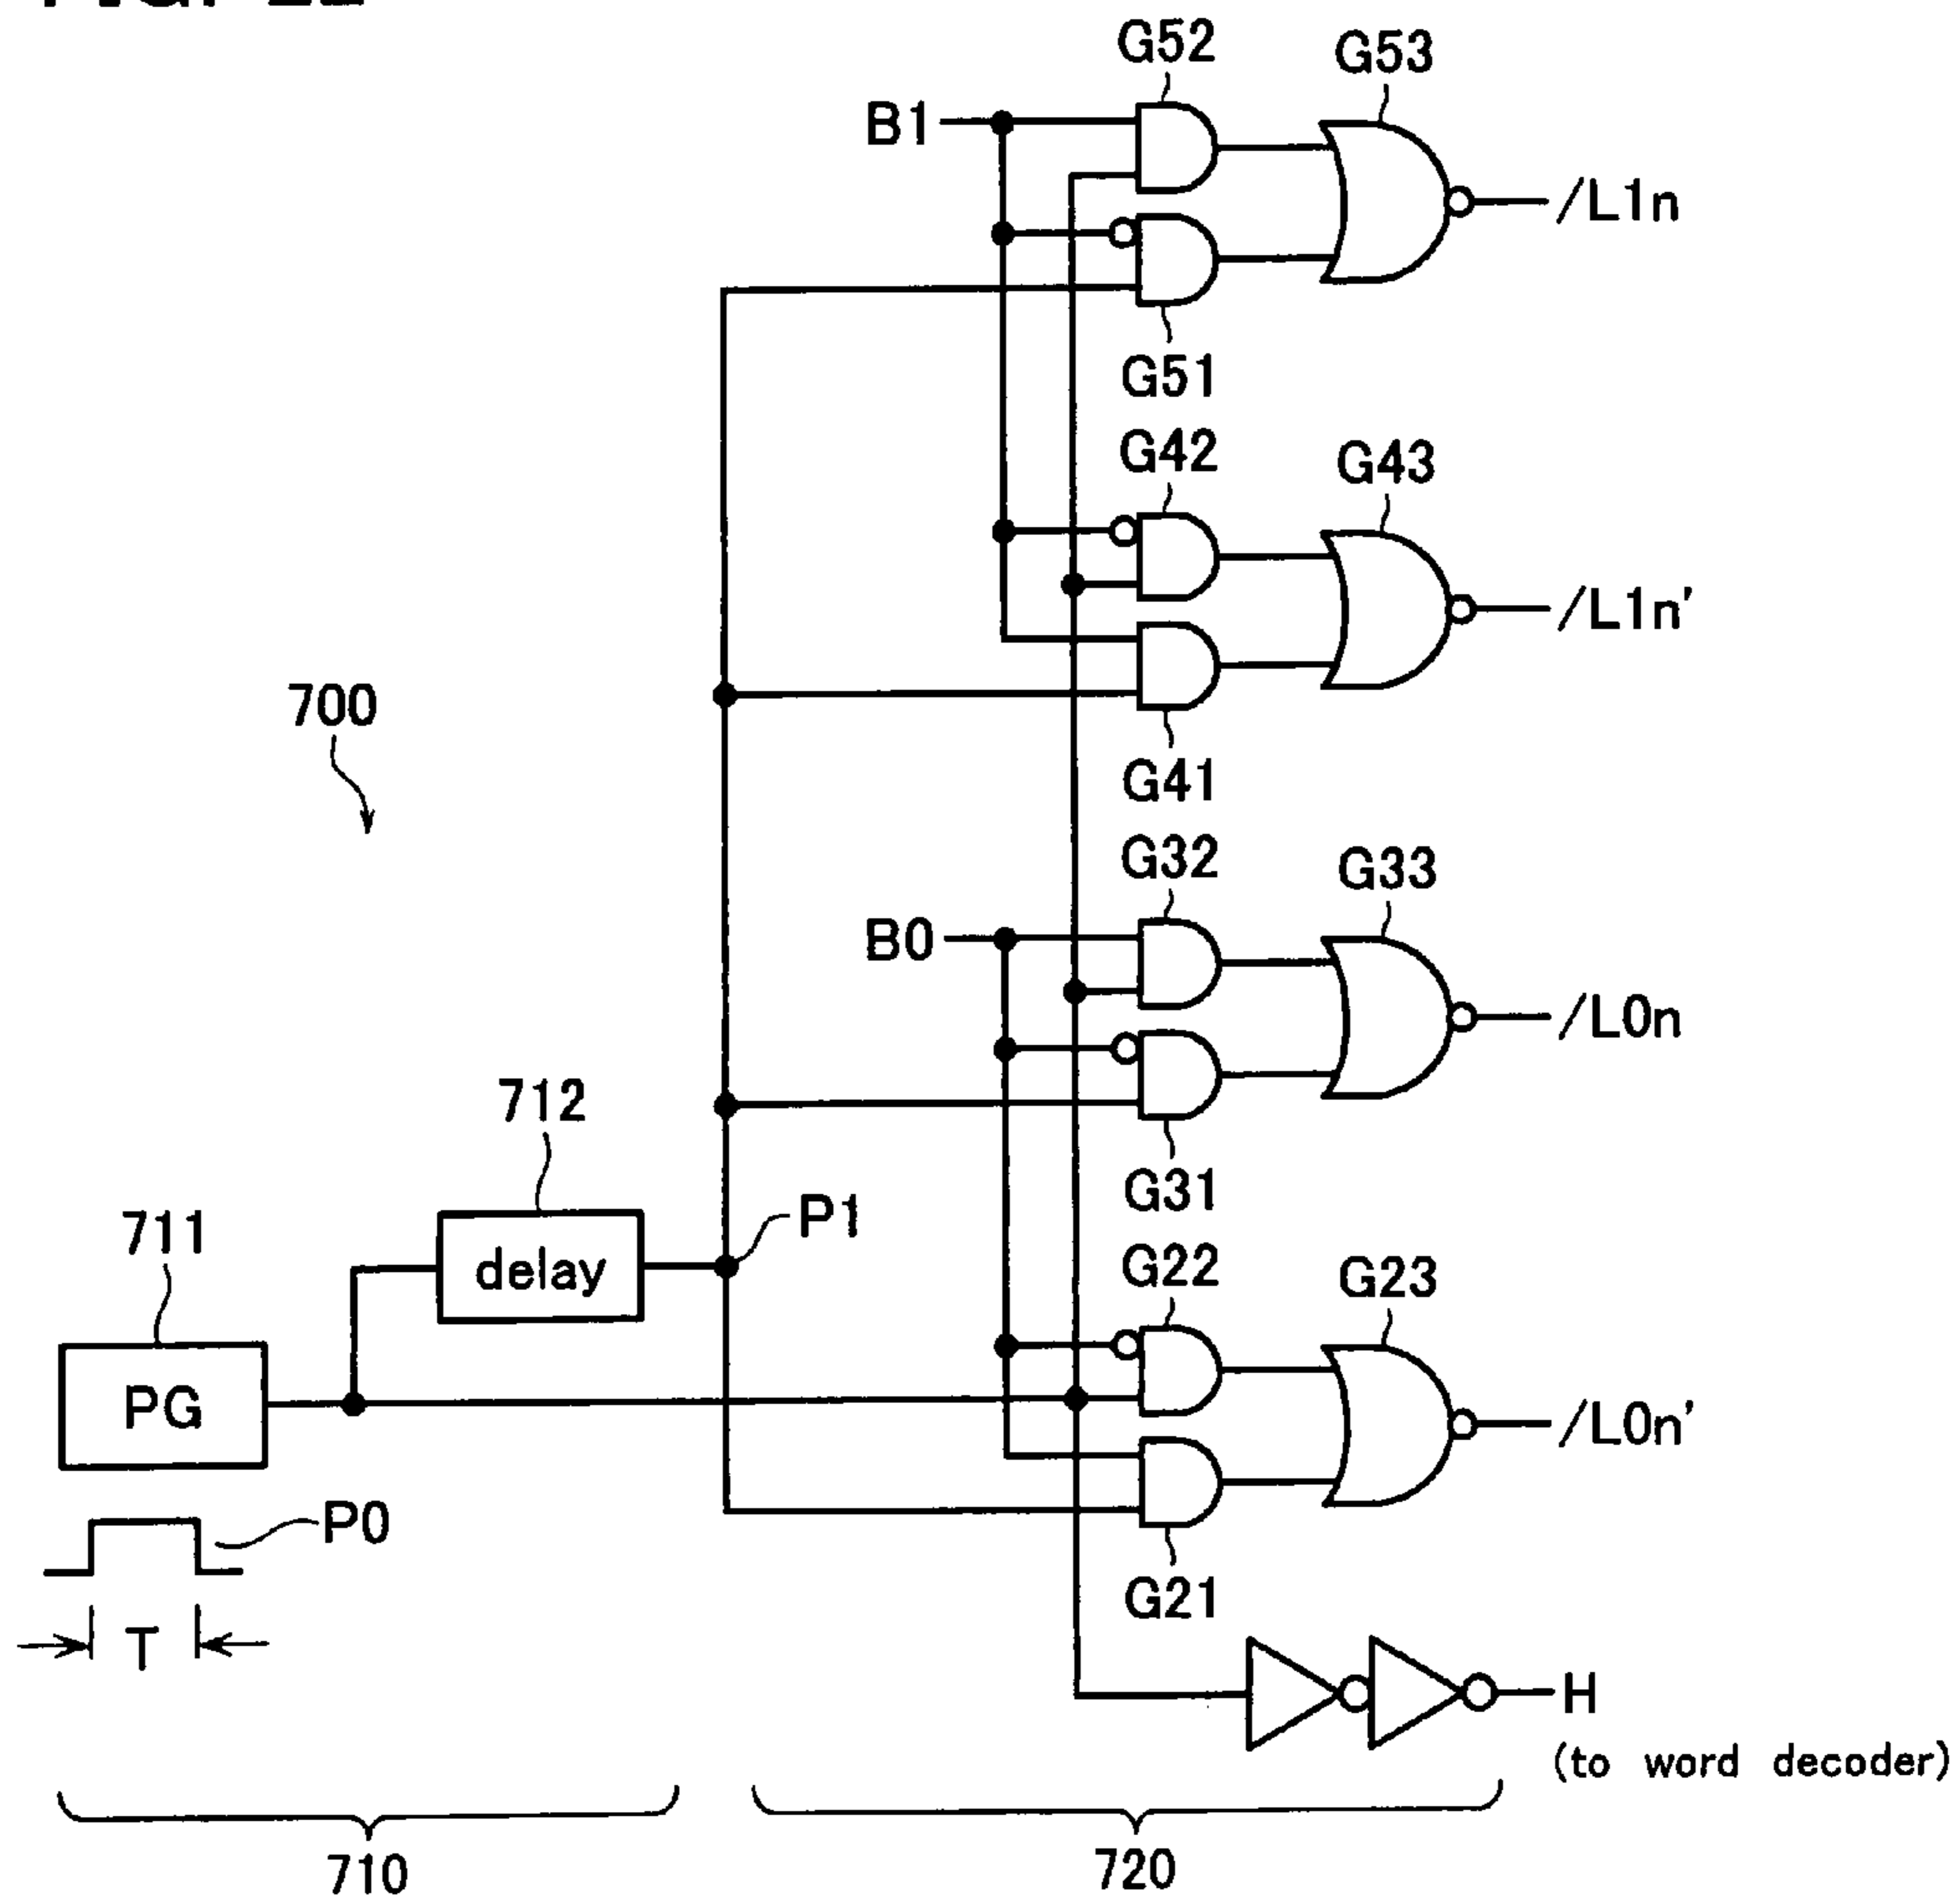 G52
G53
B1
/L1n
G51
G42
G43
/L1n'
700
G41
G32
G33
B0
/L0n
712
G31
P1
711
delay
G22
G23
PG
/L0n'
P0
G21
T
H
(to word decoder)
710
720